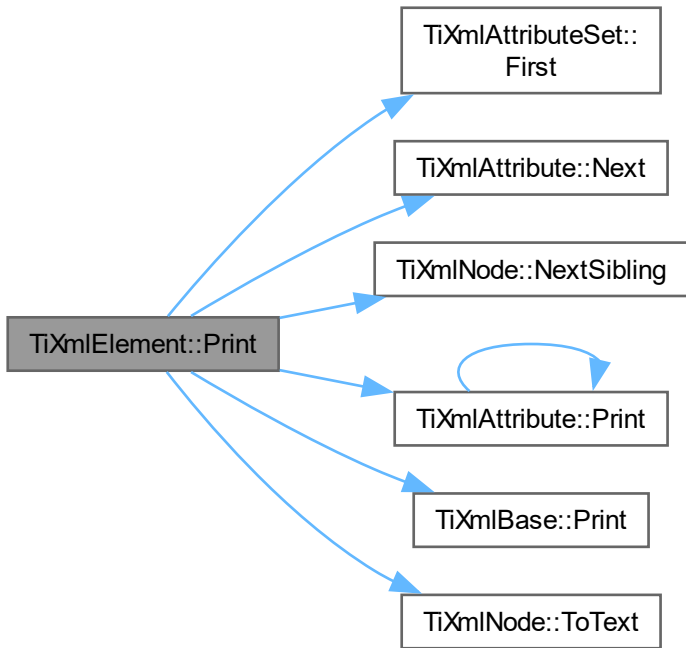 TiXmlAttributeSet::
First
TiXmlAttribute::Next
TiXmlNode::NextSibling
TiXmlElement::Print
TiXmlAttribute::Print
TiXmlBase::Print
TiXmlNode::ToText